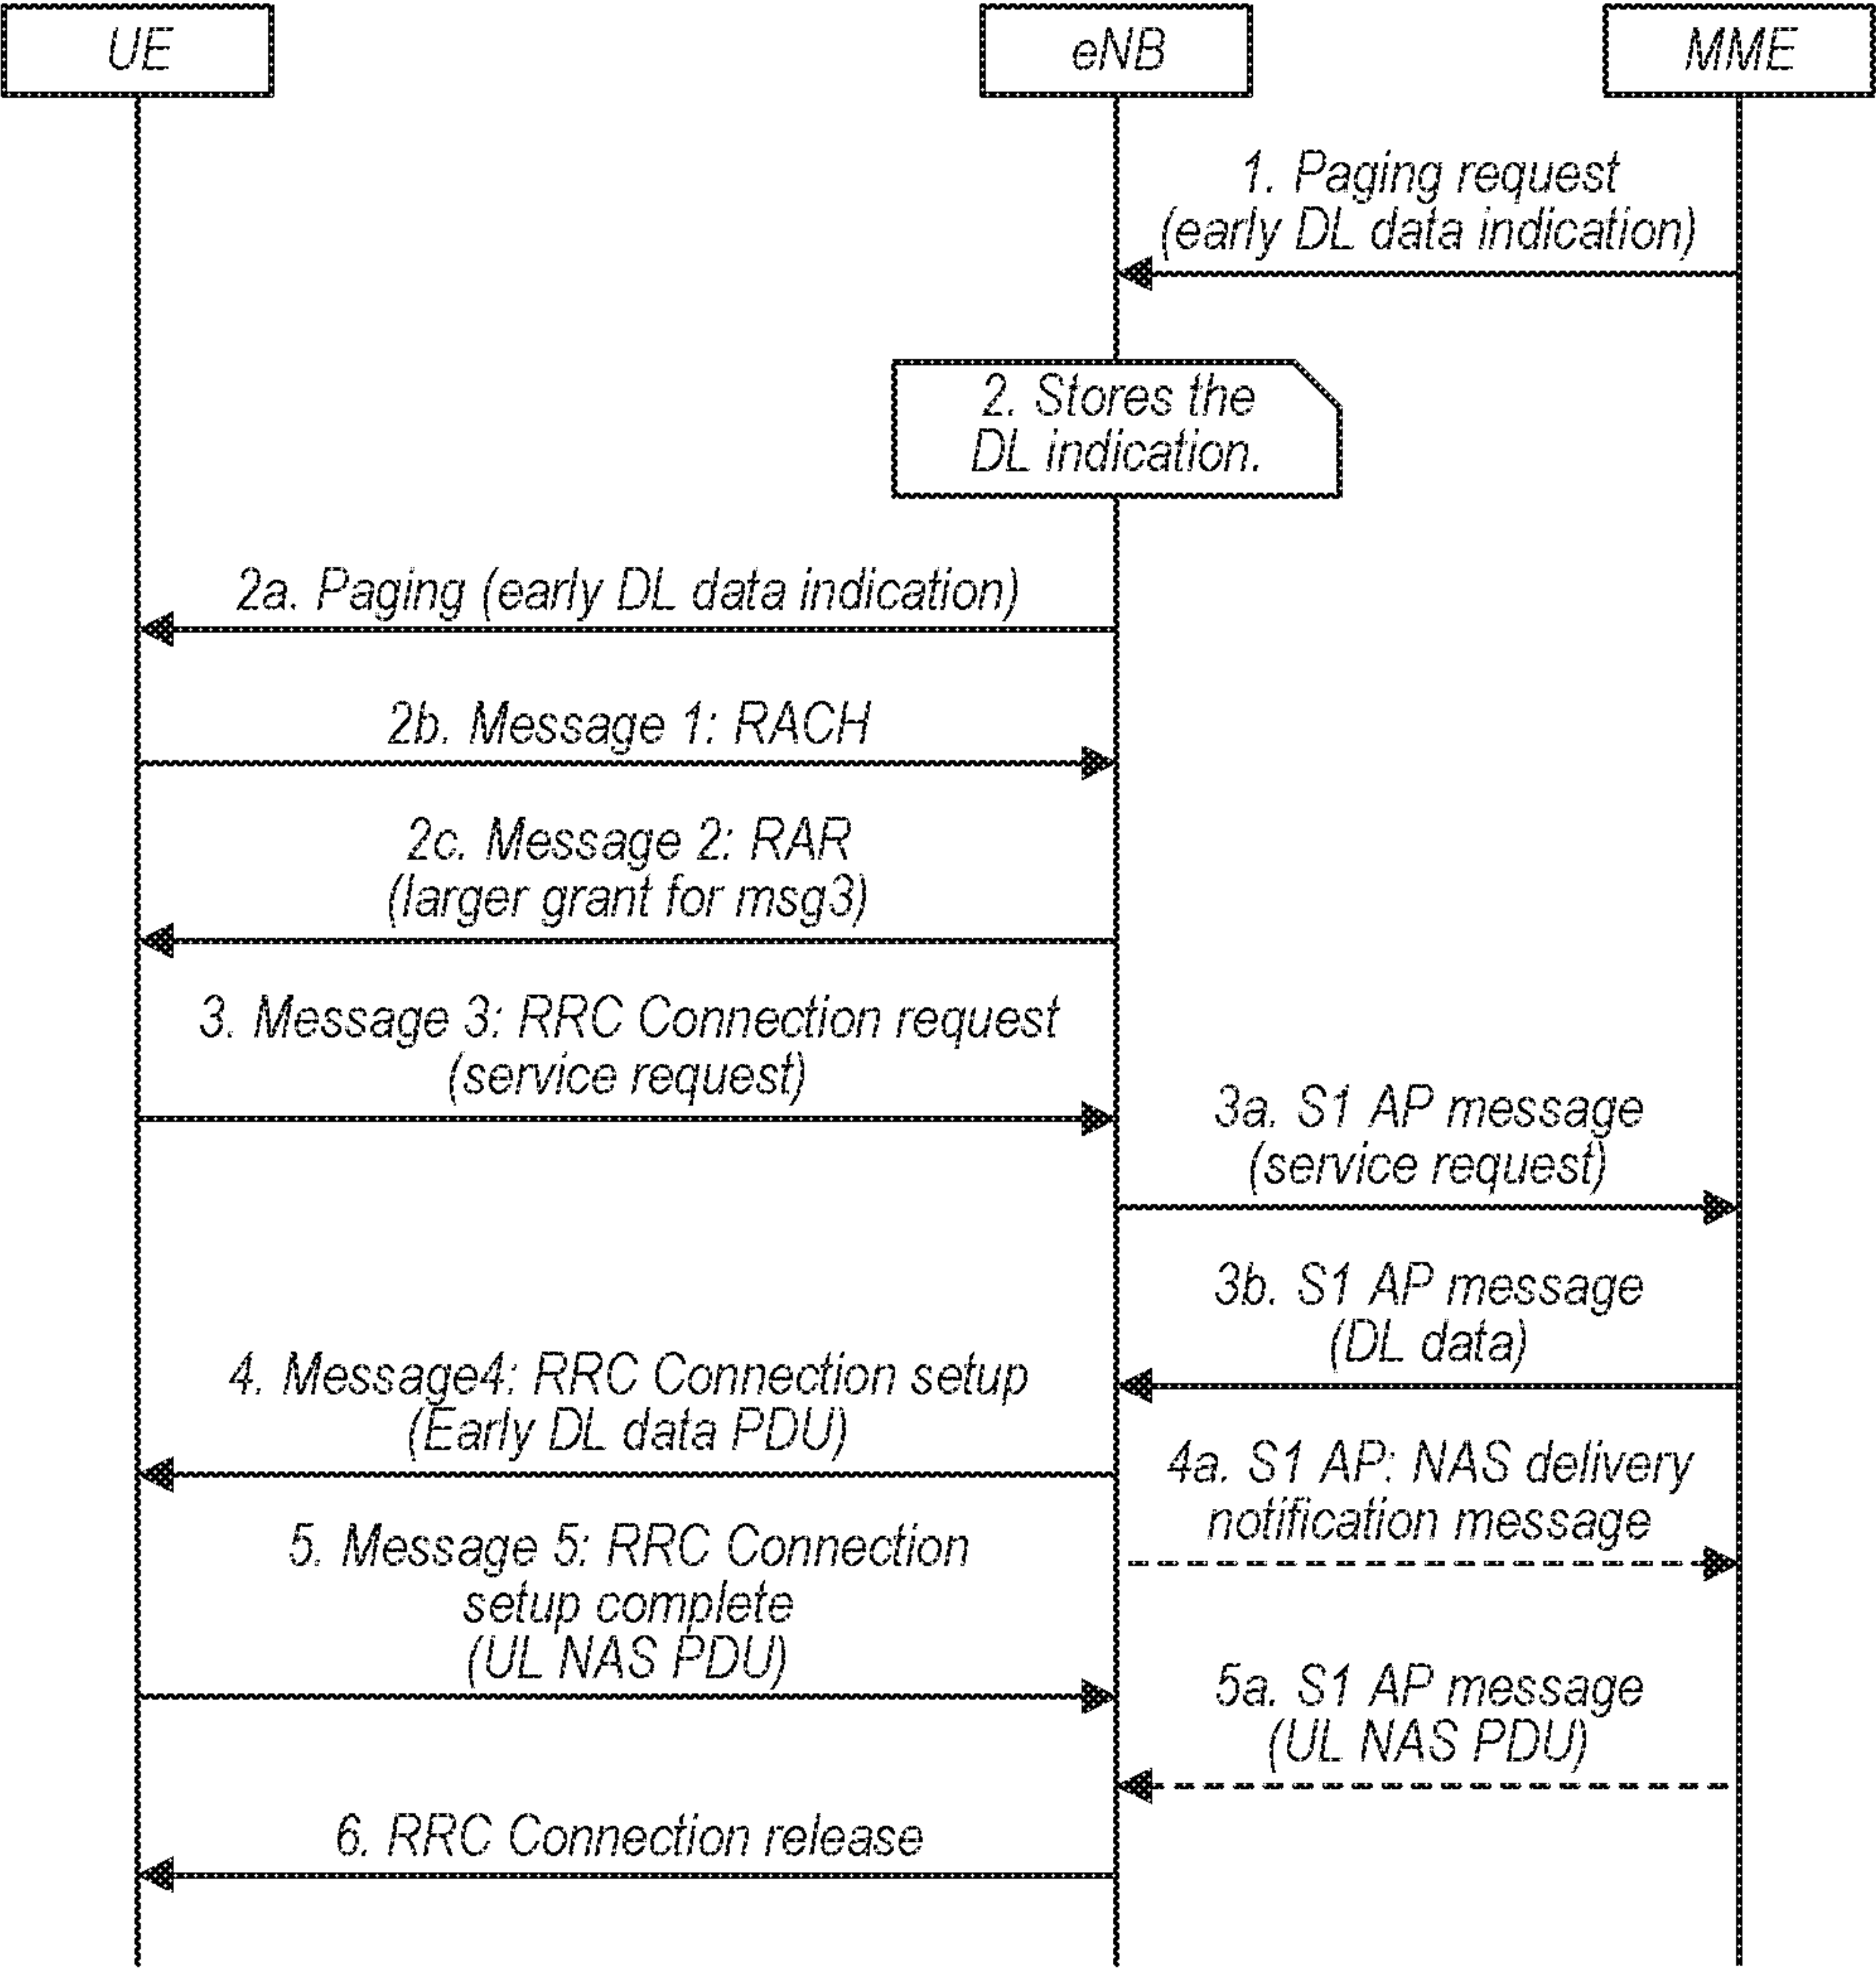 UE
eNB
MME
1. Paging request
(early DL data indication)
2. Stores the
DL indication.
2a. Paging (early DL data indication)
2b. Message 1: RACH
2c. Message 2: RAR
(larger grant for msg3)
3. Message 3: RRC Connection request
(service request)
3a. S1 AP message
(service request)
3b. S1 AP message
(DL data)
4. Message4: RRC Connection setup
(Early DL data PDU)
4a. S1 AP: NAS delivery
notification message
5. Message 5: RRC Connection
setup complete
(UL NAS PDU)
5a. S1 AP message
(UL NAS PDU)
6. RRC Connection release